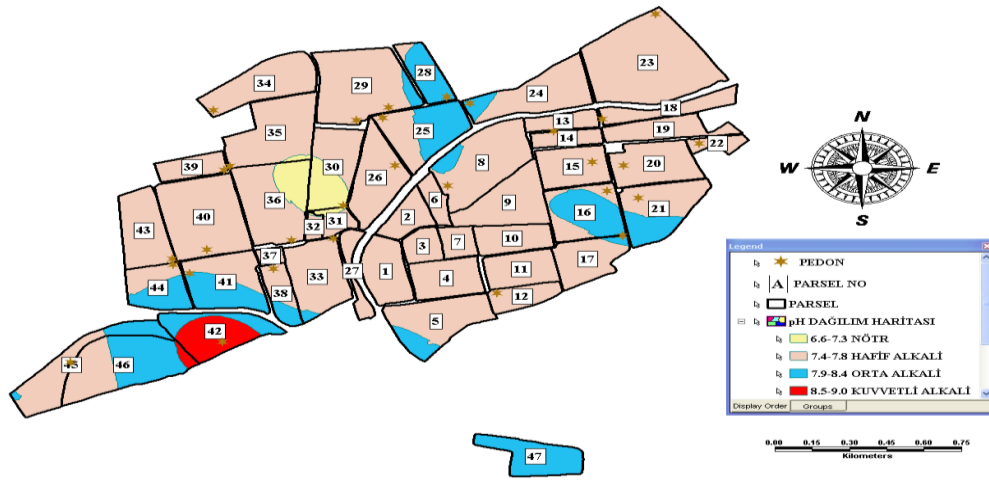 23
28
34
29
24
18
13
25
19
14
35
22
8
39
15
20
30
26
36
6
9
16
21
40
2
31
43
32
10
3
7
37
17
11
27
1
33
4
41
44
38
12
5
42
45
46
47
N
W
E
S
Legend
PEDON
A PARSEL NO
PARSEL
pH DAĞILIM HARİTASI
6.6-7.3 NÖTR
7.4-7.8 HAFİF ALKALİ
7.9-8.4 ORTA ALKALİ
8.5-9.0 KUVVETLİ ALKALİ
Display Order Groups
0.00 0.15 0.30 0.45 0.60 0.75
Kilometers